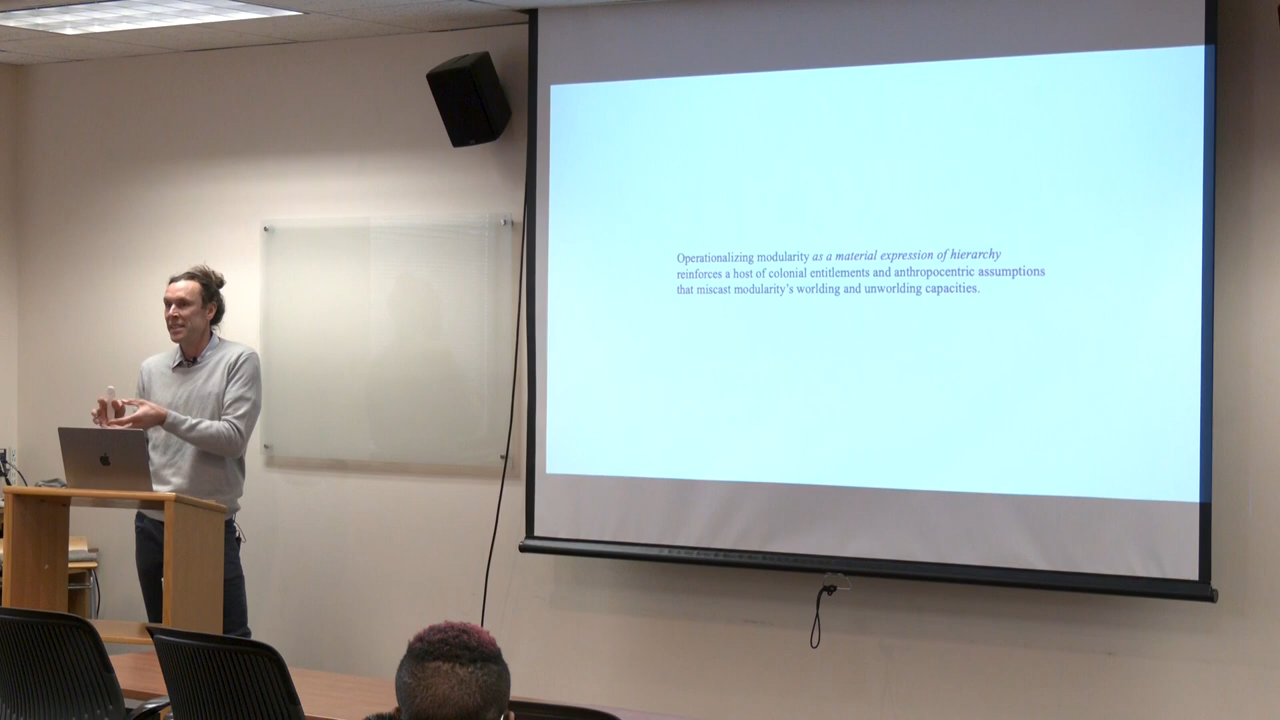 Operationalizing modularity as a material expression of hierarchy
reinforces a host of colonial entitlements and anthropocentric assumptions
that miscast modularity's worlding and unworlding capacities.